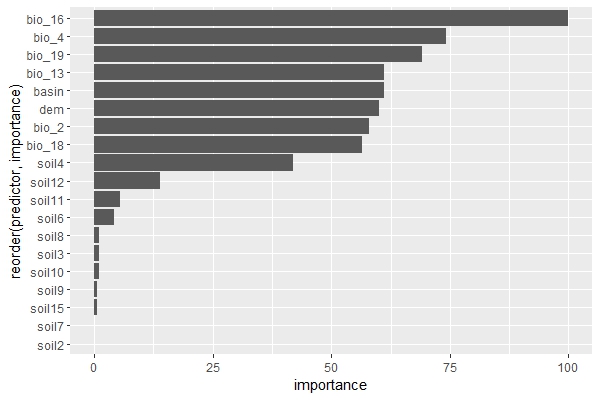 reorder(predictor, importance)
bio_16
bio_4
bio_19
bio_13
basin
dem
bio_2
bio_18
soil4
soil12
soil11
soil6
soil8
soil3
soil10
soil9
soil15
soil7
soil2
0 25 50 75 100
importance